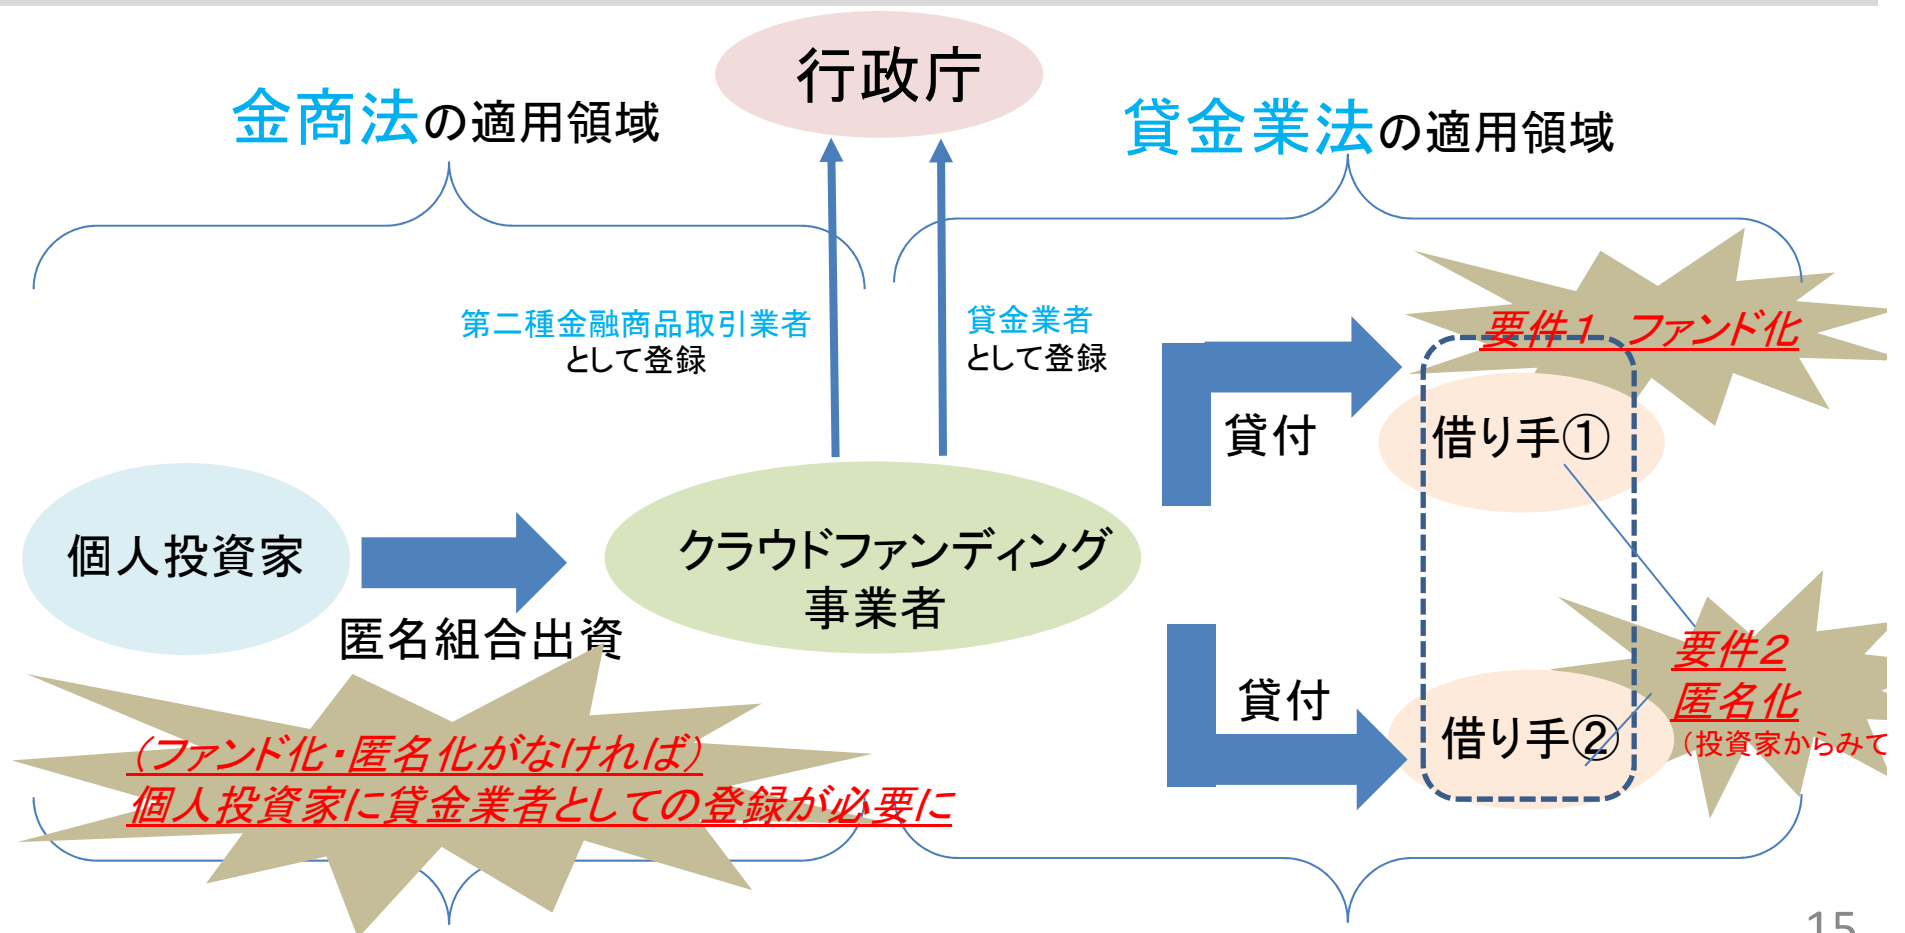 行政庁
金商法の適用領域
貸金業法の適用領域
第二種金融商品取引業者
として登録
貸金業者
として登録
要件１　ファンド化
貸付
借り手①
個人投資家
クラウドファンディング
事業者
匿名組合出資
要件２
匿名化
（投資家からみて
貸付
借り手②
（ファンド化・匿名化がなければ）
個人投資家に貸金業者としての登録が必要に
15